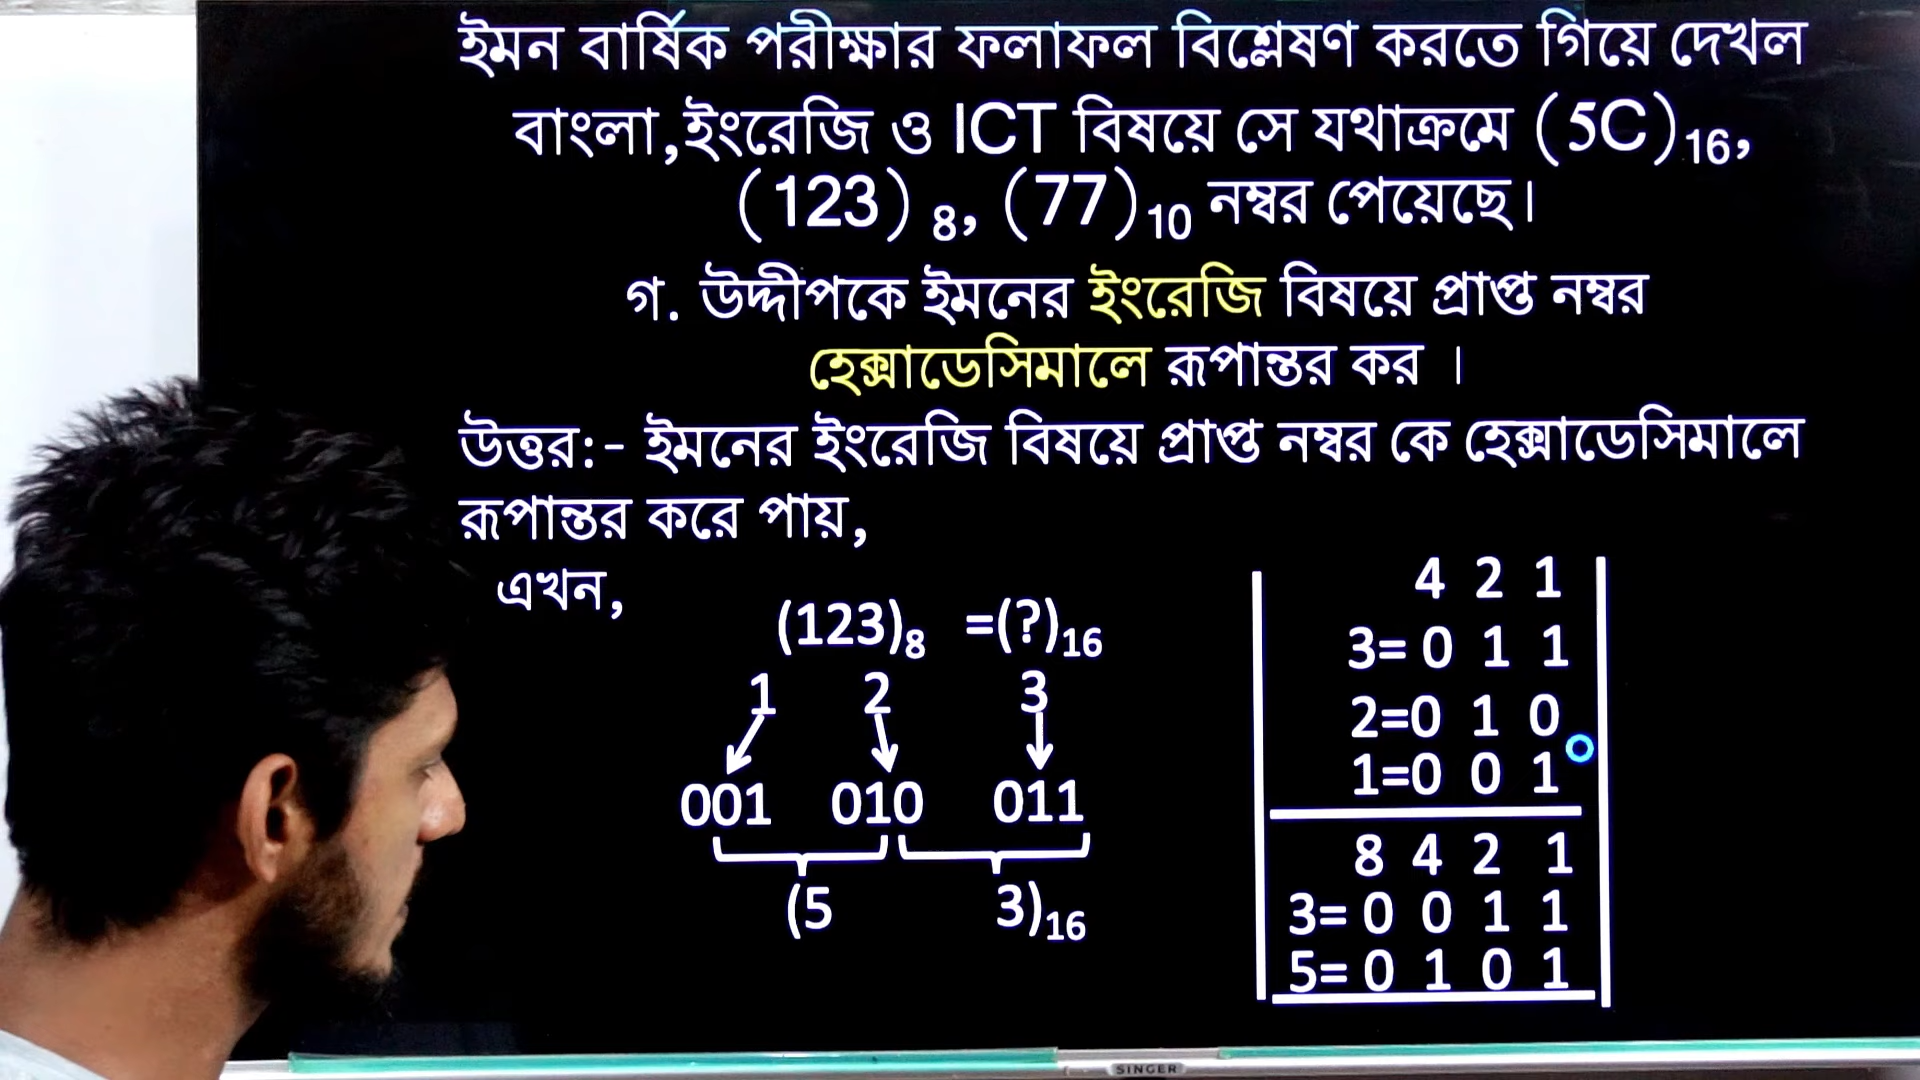 ইমন বার্ষিক পরীক্ষার ফলাফল বিশ্লেষণ করতে গিয়ে দেখল
বাংলা,ইংরেজি ও ICT বিষয়ে সে যথাক্রমে (5C)₁₆,
(123) ₈, (77)₁₀ নম্বর পেয়েছে।
গ. উদ্দীপকে ইমনের ইংরেজি বিষয়ে প্রাপ্ত নম্বর
হেক্সাডেসিমালে রূপান্তর কর ।
উত্তর:- ইমনের ইংরেজি বিষয়ে প্রাপ্ত নম্বর কে হেক্সাডেসিমালে
রূপান্তর করে পায়,
এখন,
(123)₈ =(?)₁₆
1 2 3
001 010 011
(5 3)₁₆
4 2 1
3= 0 1 1
2=0 1 0
1=0 0 1
8 4 2 1
3= 0 0 1 1
5= 0 1 0 1
SINGER